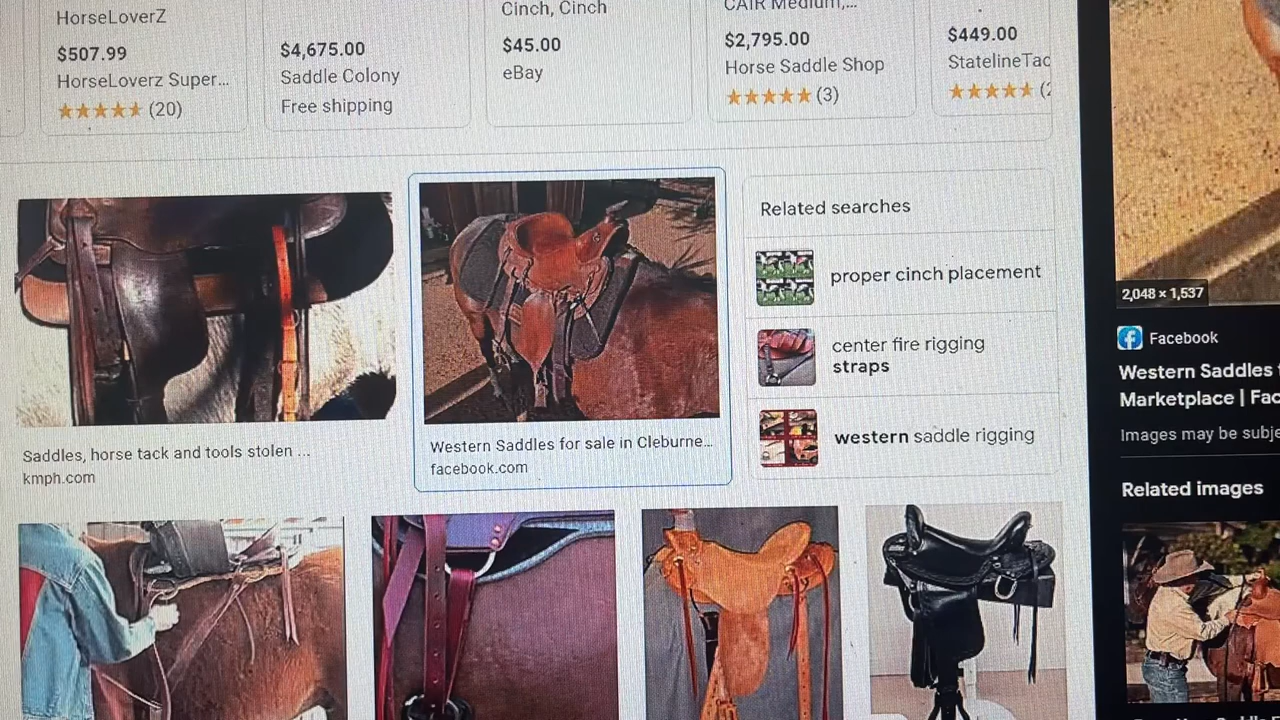 HorseLoverZ
$507.99
HorseLoverz Super...
(20)
$4,675.00
Saddle Colony
Free shipping
Cinch, Cinch
$45.00
eBay
CAIR Medium,...
$2,795.00
Horse Saddle Shop
(3)
$449.00
StatelineTac
Saddles, horse tack and tools stolen ...
kmph.com
Western Saddles for sale in Cleburne...
facebook.com
Related searches
proper cinch placement
center fire rigging
straps
western saddle rigging
2,048 × 1,537
Facebook
Western Saddles
Marketplace | Fac
Images may be subje
Related images